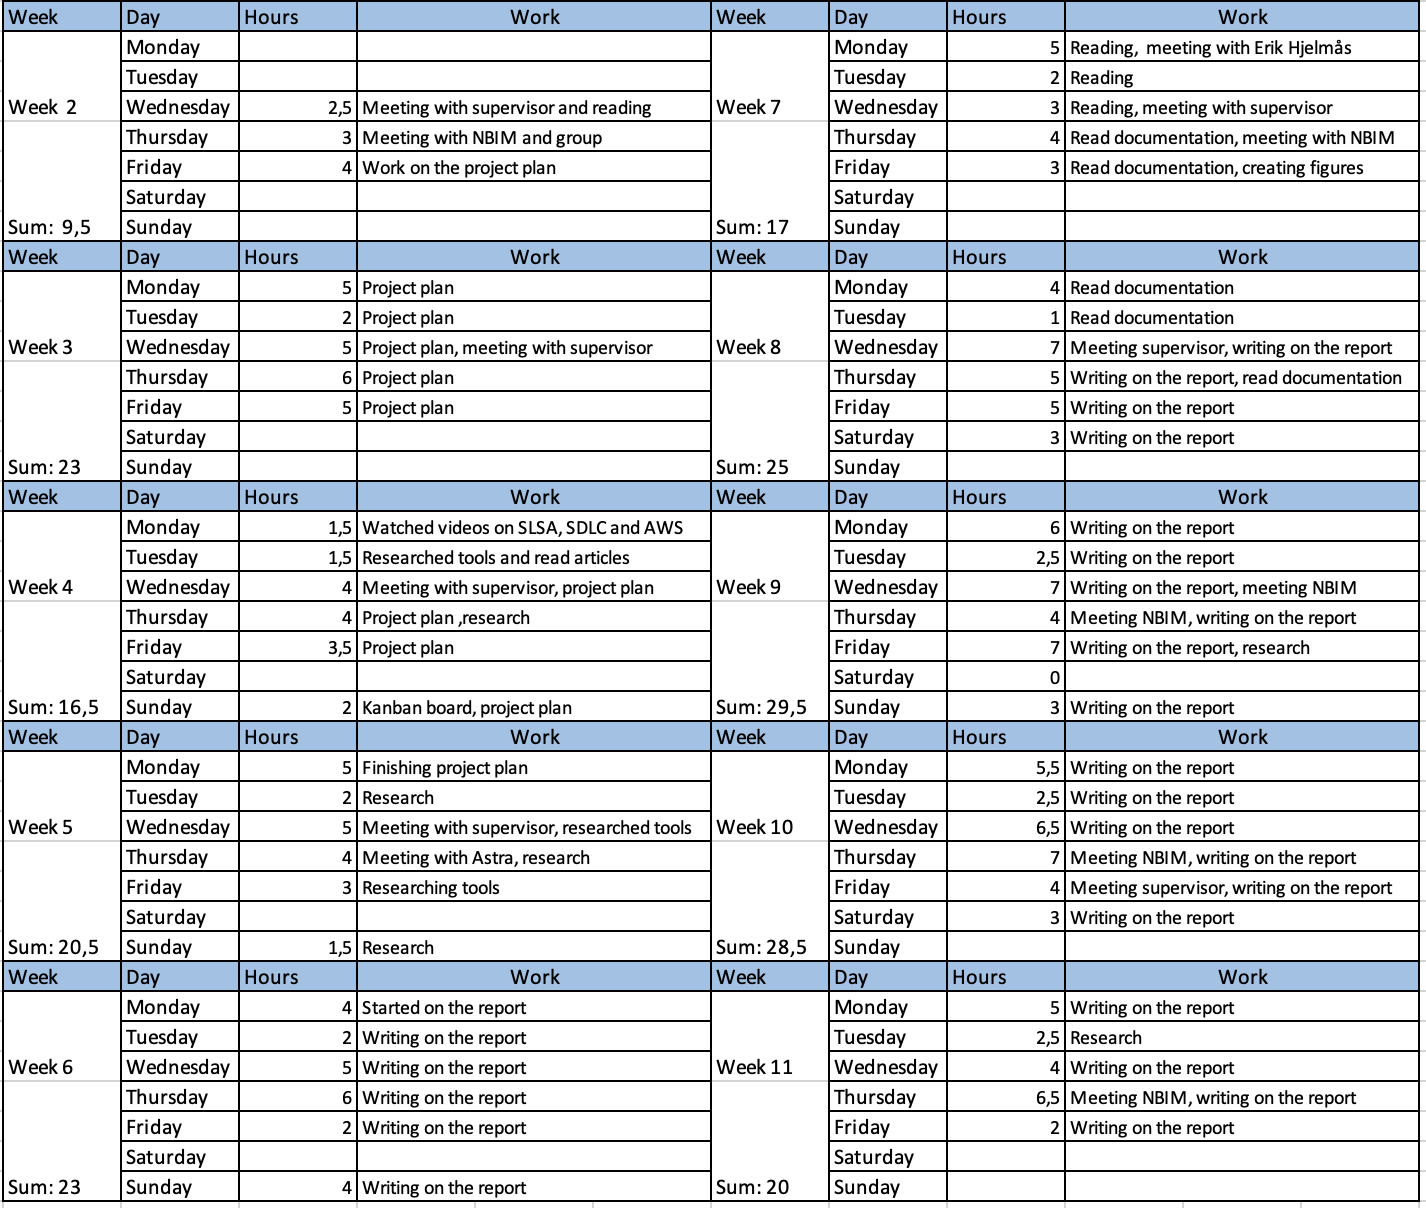 Week Day Hours Work Week Day Hours Work
Monday Monday 5 Reading, meeting with Erik Hjelmås
Tuesday Tuesday 2 Reading
Week 2 Wednesday 2,5 Meeting with supervisor and reading Week 7 Wednesday 3 Reading, meeting with supervisor
Thursday 3 Meeting with NBIM and group Thursday 4 Read documentation, meeting with NBIM
Friday 4 Work on the project plan Friday 3 Read documentation, creating figures
Saturday Saturday
Sum: 9,5 Sunday Sum: 17 Sunday
Week Day Hours Work Week Day Hours Work
Monday 5 Project plan Monday 4 Read documentation
Tuesday 2 Project plan Tuesday 1 Read documentation
Week 3 Wednesday 5 Project plan, meeting with supervisor Week 8 Wednesday 7 Meeting supervisor, writing on the report
Thursday 6 Project plan Thursday 5 Writing on the report, read documentation
Friday 5 Project plan Friday 5 Writing on the report
Saturday Saturday 3 Writing on the report
Sum: 23 Sunday Sum: 25 Sunday
Week Day Hours Work Week Day Hours Work
Monday 1,5 Watched videos on SLSA, SDLC and AWS Monday 6 Writing on the report
Tuesday 1,5 Researched tools and read articles Tuesday 2,5 Writing on the report
Week 4 Wednesday 4 Meeting with supervisor, project plan Week 9 Wednesday 7 Writing on the report, meeting NBIM
Thursday 4 Project plan ,research Thursday 4 Meeting NBIM, writing on the report
Friday 3,5 Project plan Friday 7 Writing on the report, research
Saturday Saturday 0
Sum: 16,5 Sunday 2 Kanban board, project plan Sum: 29,5 Sunday 3 Writing on the report
Week Day Hours Work Week Day Hours Work
Monday 5 Finishing project plan Monday 5,5 Writing on the report
Tuesday 2 Research Tuesday 2,5 Writing on the report
Week 5 Wednesday 5 Meeting with supervisor, researched tools Week 10 Wednesday 6,5 Writing on the report
Thursday 4 Meeting with Astra, research Thursday 7 Meeting NBIM, writing on the report
Friday 3 Researching tools Friday 4 Meeting supervisor, writing on the report
Saturday Saturday 3 Writing on the report
Sum: 20,5 Sunday 1,5 Research Sum: 28,5 Sunday
Week Day Hours Work Week Day Hours Work
Monday 4 Started on the report Monday 5 Writing on the report
Tuesday 2 Writing on the report Tuesday 2,5 Research
Week 6 Wednesday 5 Writing on the report Week 11 Wednesday 4 Writing on the report
Thursday 6 Writing on the report Thursday 6,5 Meeting NBIM, writing on the report
Friday 2 Writing on the report Friday 2 Writing on the report
Saturday Saturday
Sum: 23 Sunday 4 Writing on the report Sum: 20 Sunday